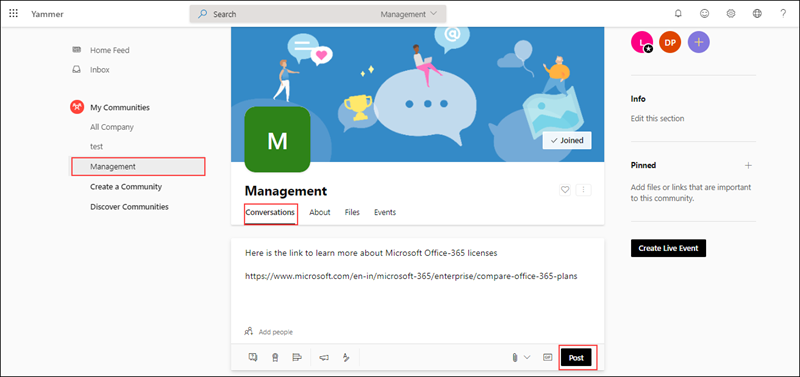 Yammer
Search
Management
Home Feed
Inbox
My Communities
All Company
test
Management
Create a Community
Discover Communities
M
Joined
Management
Conversations
About
Files
Events
Here is the link to learn more about Microsoft Office-365 licenses
https://www.microsoft.com/en-in/microsoft-365/enterprise/compare-office-365-plans
Add people
GIF
Post
L
DP
Info
Edit this section
Pinned
Add files or links that are important
to this community.
Create Live Event